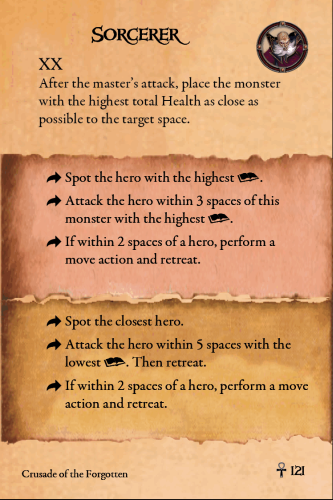 SORCERER
XX
After the master's attack, place the monster
with the highest total Health as close as
possible to the target space.
Spot the hero with the highest .
Attack the hero within 3 spaces of this
monster with the highest .
If within 2 spaces of a hero, perform a
move action and retreat.
Spot the closest hero.
Attack the hero within 5 spaces with the
lowest . Then retreat.
If within 2 spaces of a hero, perform a move
action and retreat.
Crusade of the Forgotten
121